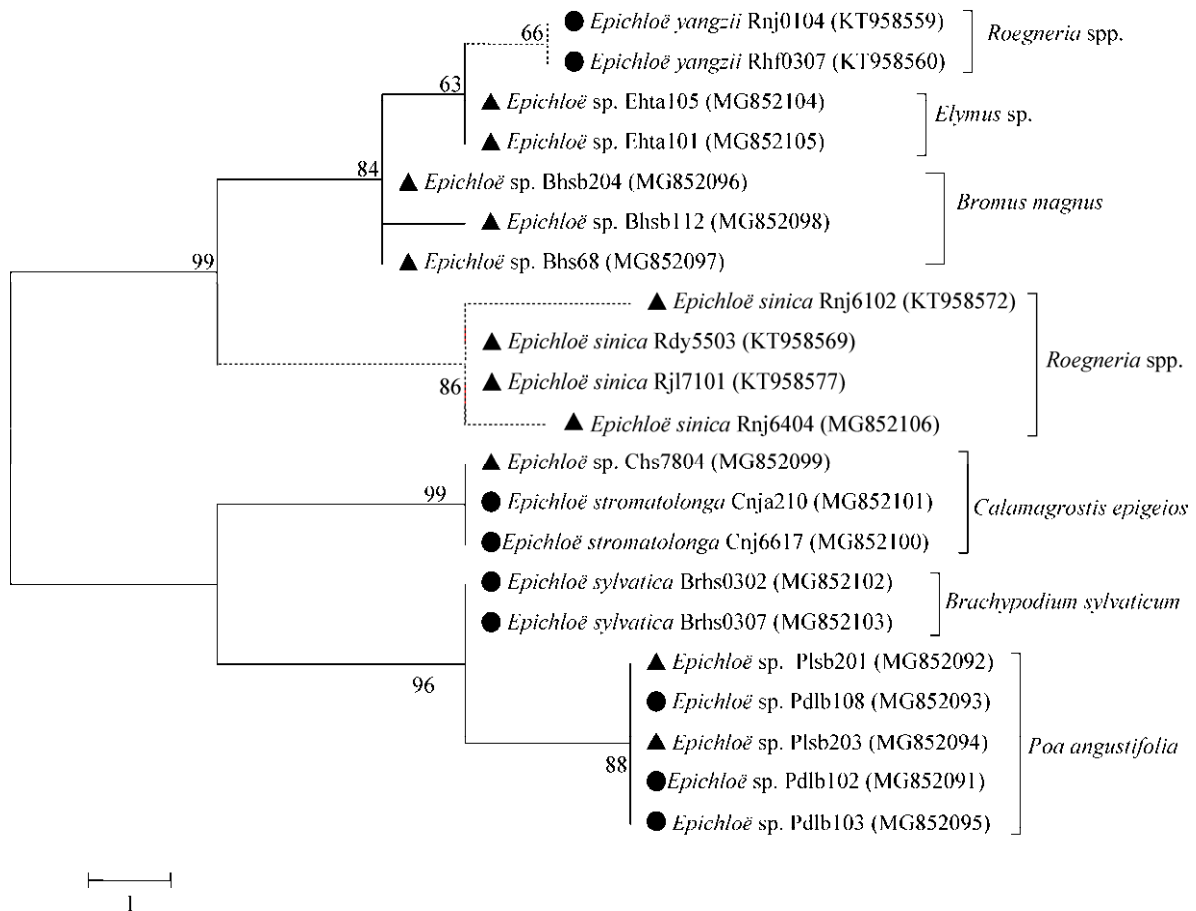 66
Epichloë yangzii Rnj0104 (KT958559)
Roegneria spp.
Epichloë yangzii Rhf0307 (KT958560)
63
Epichloë sp. Ehta105 (MG852104)
Elymus sp.
Epichloë sp. Ehta101 (MG852105)
84
Epichloë sp. Bhsb204 (MG852096)
Bromus magnus
Epichloë sp. Bhsb112 (MG852098)
99
Epichloë sp. Bhs68 (MG852097)
Epichloë sinica Rnj6102 (KT958572)
Epichloë sinica Rdy5503 (KT958569)
Roegneria spp.
86
Epichloë sinica Rjl7101 (KT958577)
Epichloë sinica Rnj6404 (MG852106)
Epichloë sp. Chs7804 (MG852099)
99
Epichloë stromatolonga Cnja210 (MG852101)
Calamagrostis epigeios
Epichloë stromatolonga Cnj6617 (MG852100)
Epichloë sylvatica Brhs0302 (MG852102)
Brachypodium sylvaticum
Epichloë sylvatica Brhs0307 (MG852103)
96
Epichloë sp. Plsb201 (MG852092)
Epichloë sp. Pdlb108 (MG852093)
Epichloë sp. Plsb203 (MG852094)
Poa angustifolia
88
Epichloë sp. Pdlb102 (MG852091)
Epichloë sp. Pdlb103 (MG852095)
1